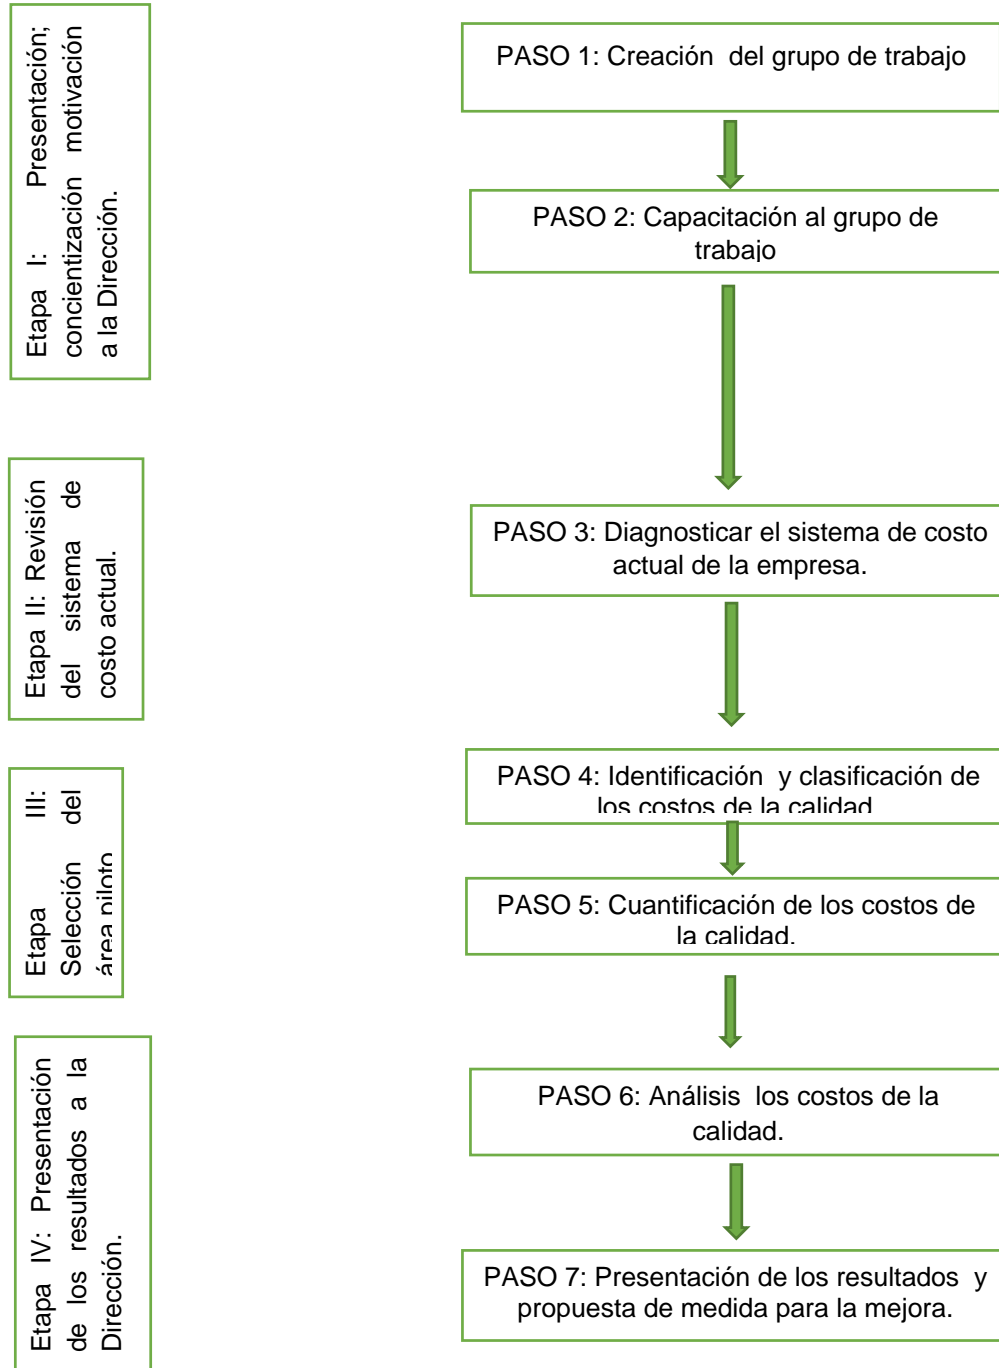 Etapa I: Presentación;
concientización motivación
a la Dirección.
PASO 1: Creación del grupo de trabajo
PASO 2: Capacitación al grupo de
trabajo
Etapa II: Revisión
del sistema de
costo actual.
PASO 3: Diagnosticar el sistema de costo
actual de la empresa.
Etapa III:
Selección del
área piloto
PASO 4: Identificación y clasificación de
los costos de la calidad
PASO 5: Cuantificación de los costos de
la calidad.
Etapa IV: Presentación
de los resultados a la
Dirección.
PASO 6: Análisis los costos de la
calidad.
PASO 7: Presentación de los resultados y
propuesta de medida para la mejora.